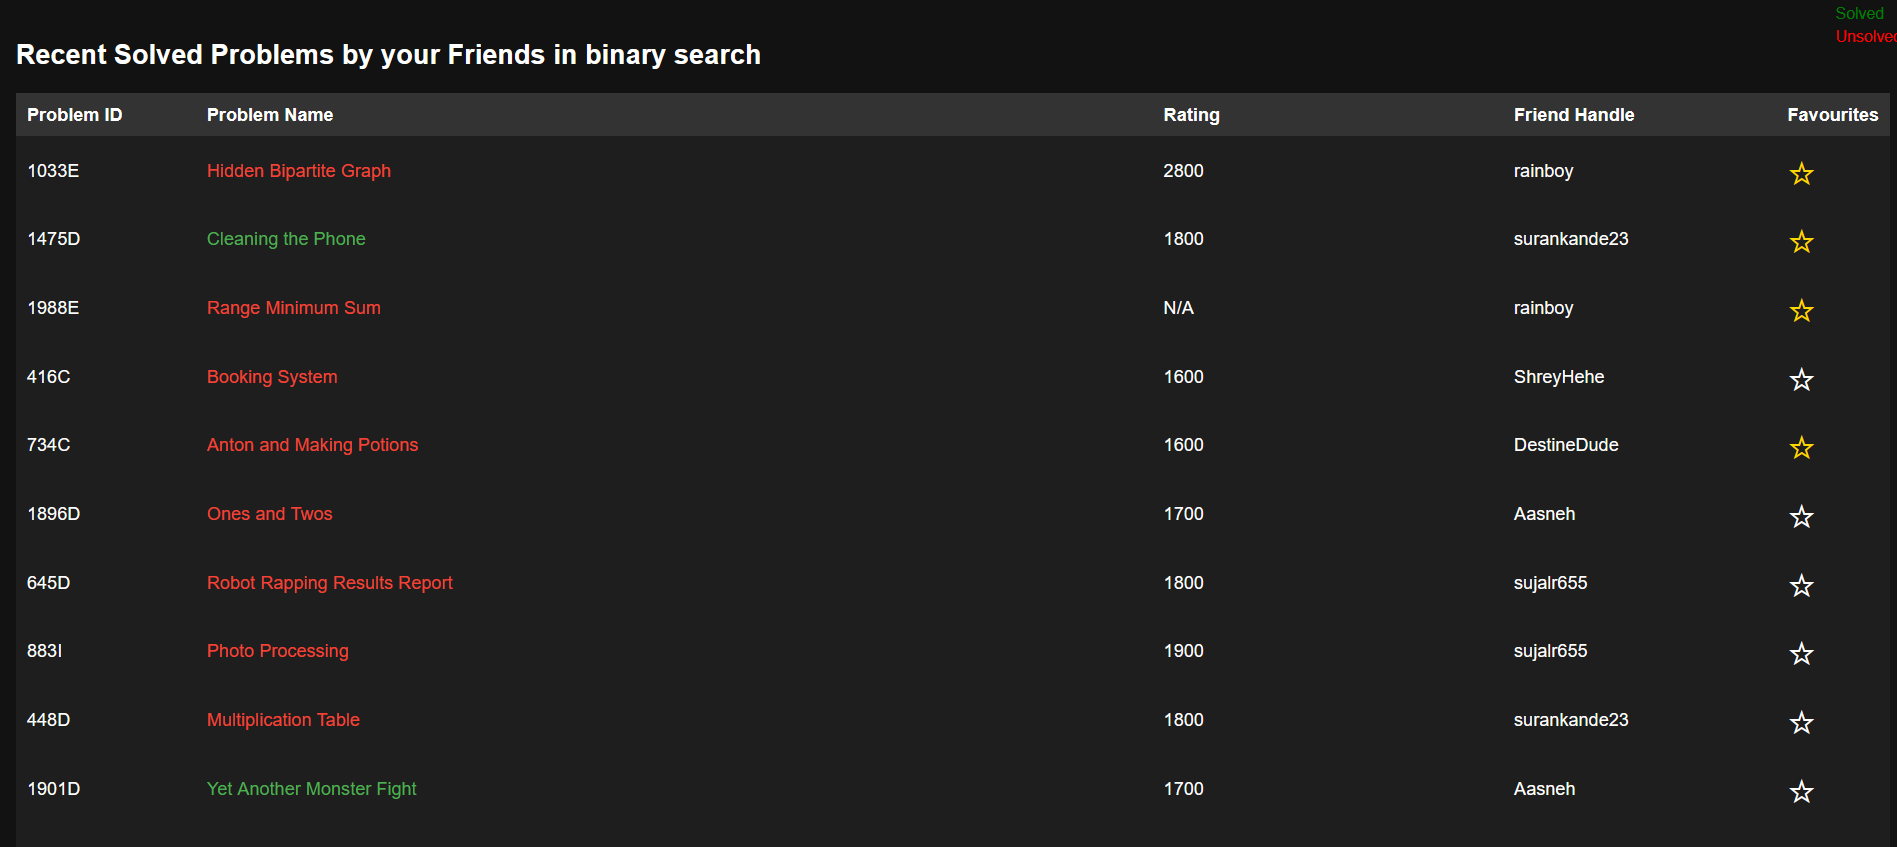 Solved
Unsolved
Recent Solved Problems by your Friends in binary search
Problem ID Problem Name Rating Friend Handle Favourites
1033E Hidden Bipartite Graph 2800 rainboy
1475D Cleaning the Phone 1800 surankande23
1988E Range Minimum Sum N/A rainboy
416C Booking System 1600 ShreyHehe
734C Anton and Making Potions 1600 DestineDude
1896D Ones and Twos 1700 Aasneh
645D Robot Rapping Results Report 1800 sujalr655
883I Photo Processing 1900 sujalr655
448D Multiplication Table 1800 surankande23
1901D Yet Another Monster Fight 1700 Aasneh